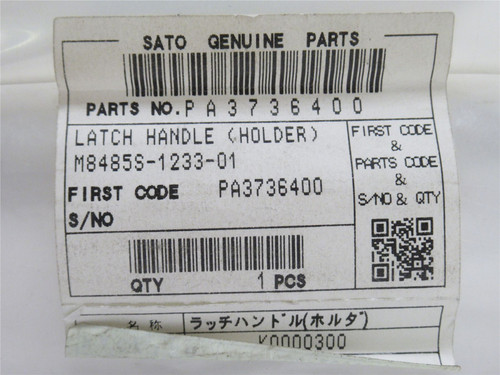 SATO GENUINE PARTS
PARTS NO. PA3736400
LATCH HANDLE (HOLDER)
M8485S-1233-01
FIRST CODE PA3736400
S/NO
FIRST CODE
&
PARTS CODE
&
S/NO & QTY
QTY 1 PCS
名 称 ラッチハンドル(ホルダ)
K0000300